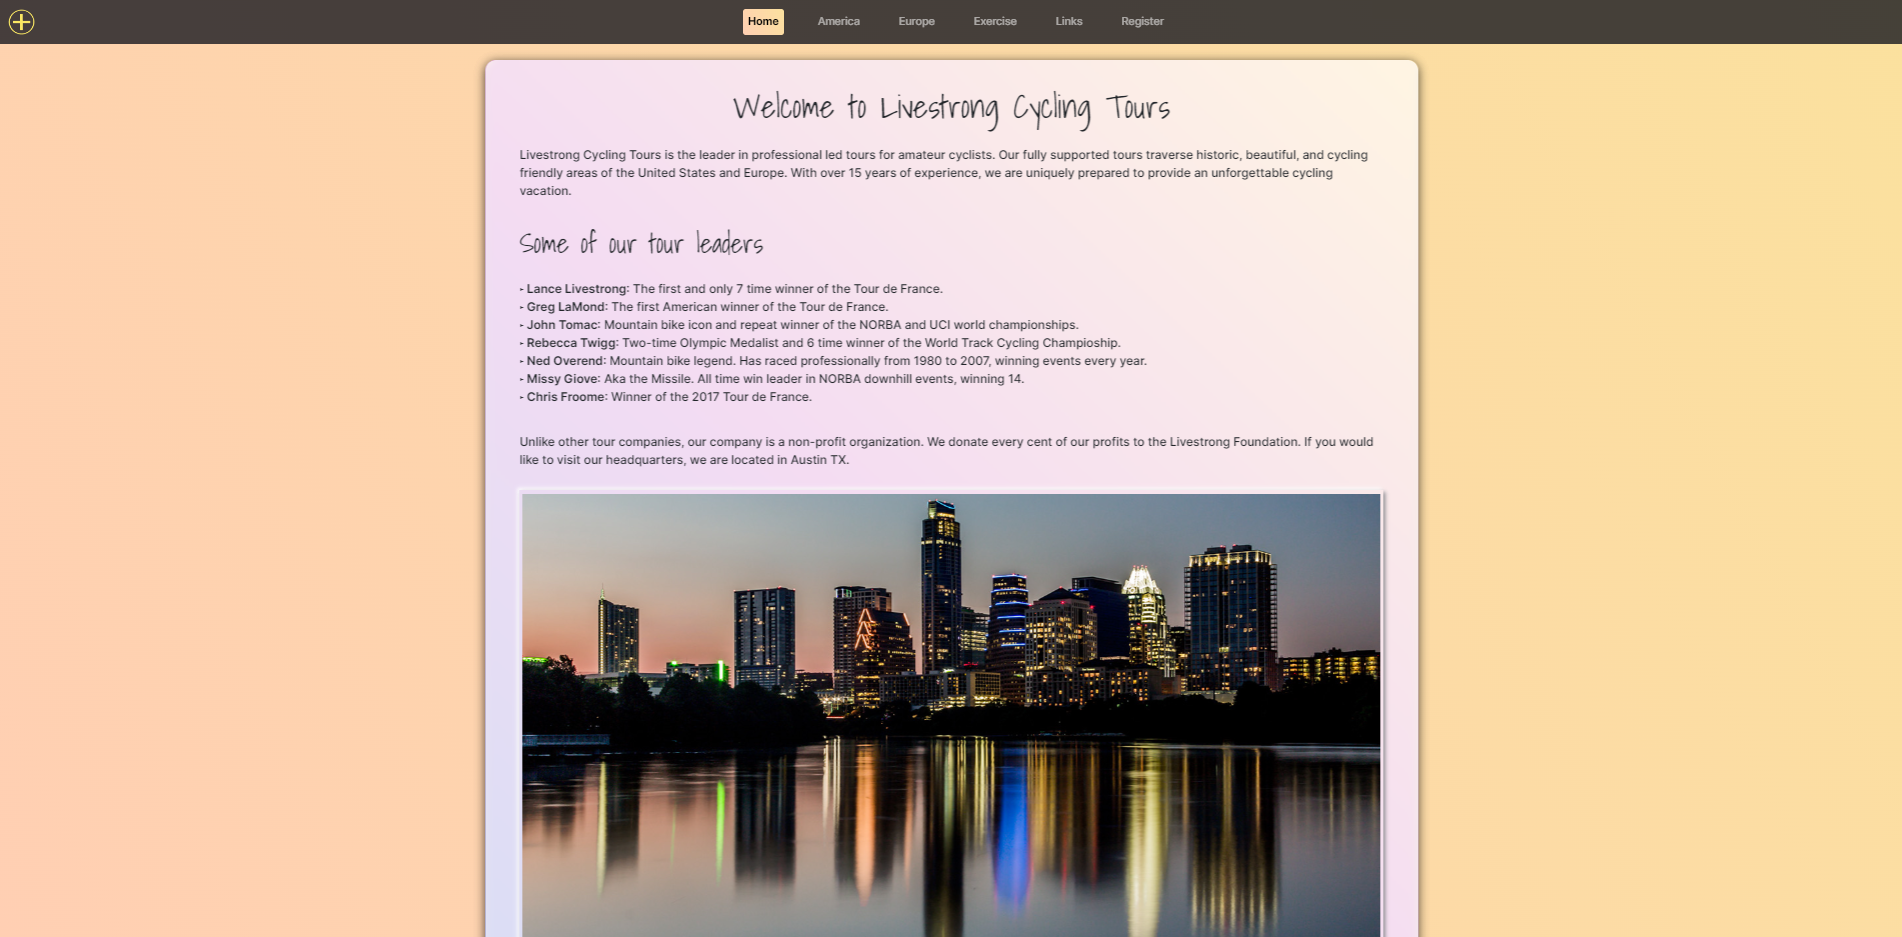 Home America Europe Exercise Links Register
Welcome to Livestrong Cycling Tours
Livestrong Cycling Tours is the leader in professional led tours for amateur cyclists. Our fully supported tours traverse historic, beautiful, and cycling
friendly areas of the United States and Europe. With over 15 years of experience, we are uniquely prepared to provide an unforgettable cycling
vacation.
Some of our tour leaders
Lance Livestrong: The first and only 7 time winner of the Tour de France.
Greg LaMond: The first American winner of the Tour de France.
John Tomac: Mountain bike icon and repeat winner of the NORBA and UCI world championships.
Rebecca Twigg: Two-time Olympic Medalist and 6 time winner of the World Track Cycling Champioship.
Ned Overend: Mountain bike legend. Has raced professionally from 1980 to 2007, winning events every year.
Missy Giove: Aka the Missile. All time win leader in NORBA downhill events, winning 14.
Chris Froome: Winner of the 2017 Tour de France.
Unlike other tour companies, our company is a non-profit organization. We donate every cent of our profits to the Livestrong Foundation. If you would
like to visit our headquarters, we are located in Austin TX.